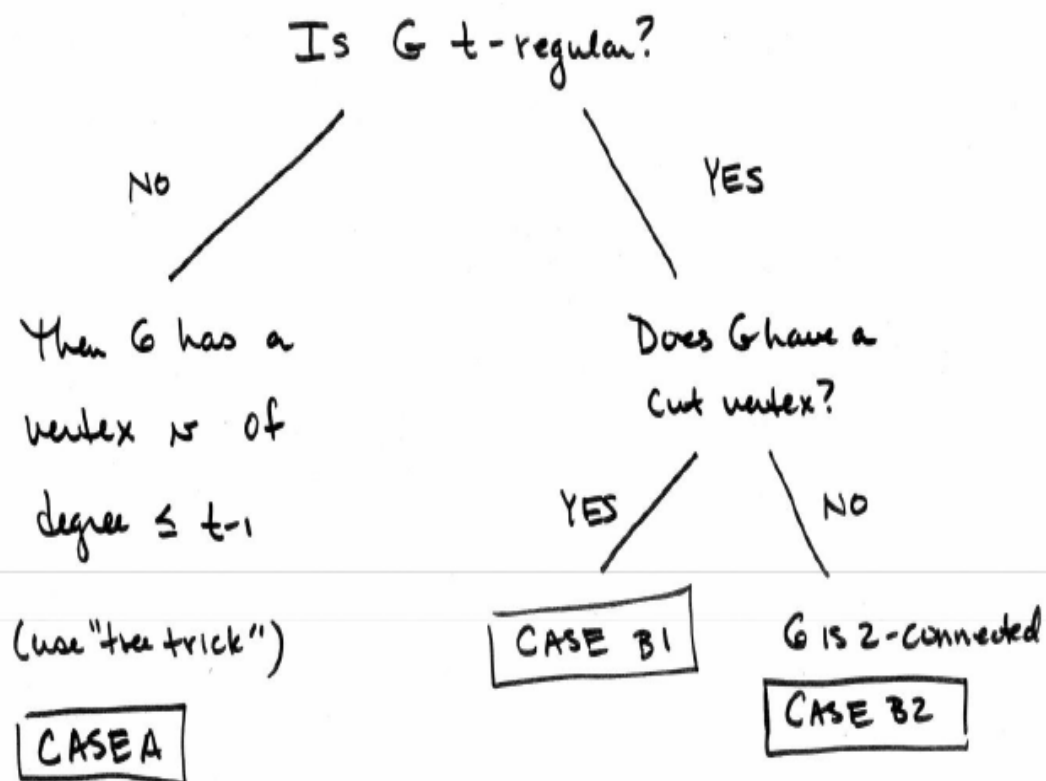 Is G t-regular?
NO
YES
Then G has a
vertex v of
degree ≤ t-1
(use "tree trick")
CASE A
Does G have a
cut vertex?
YES
NO
CASE B1
G is 2-connected
CASE B2